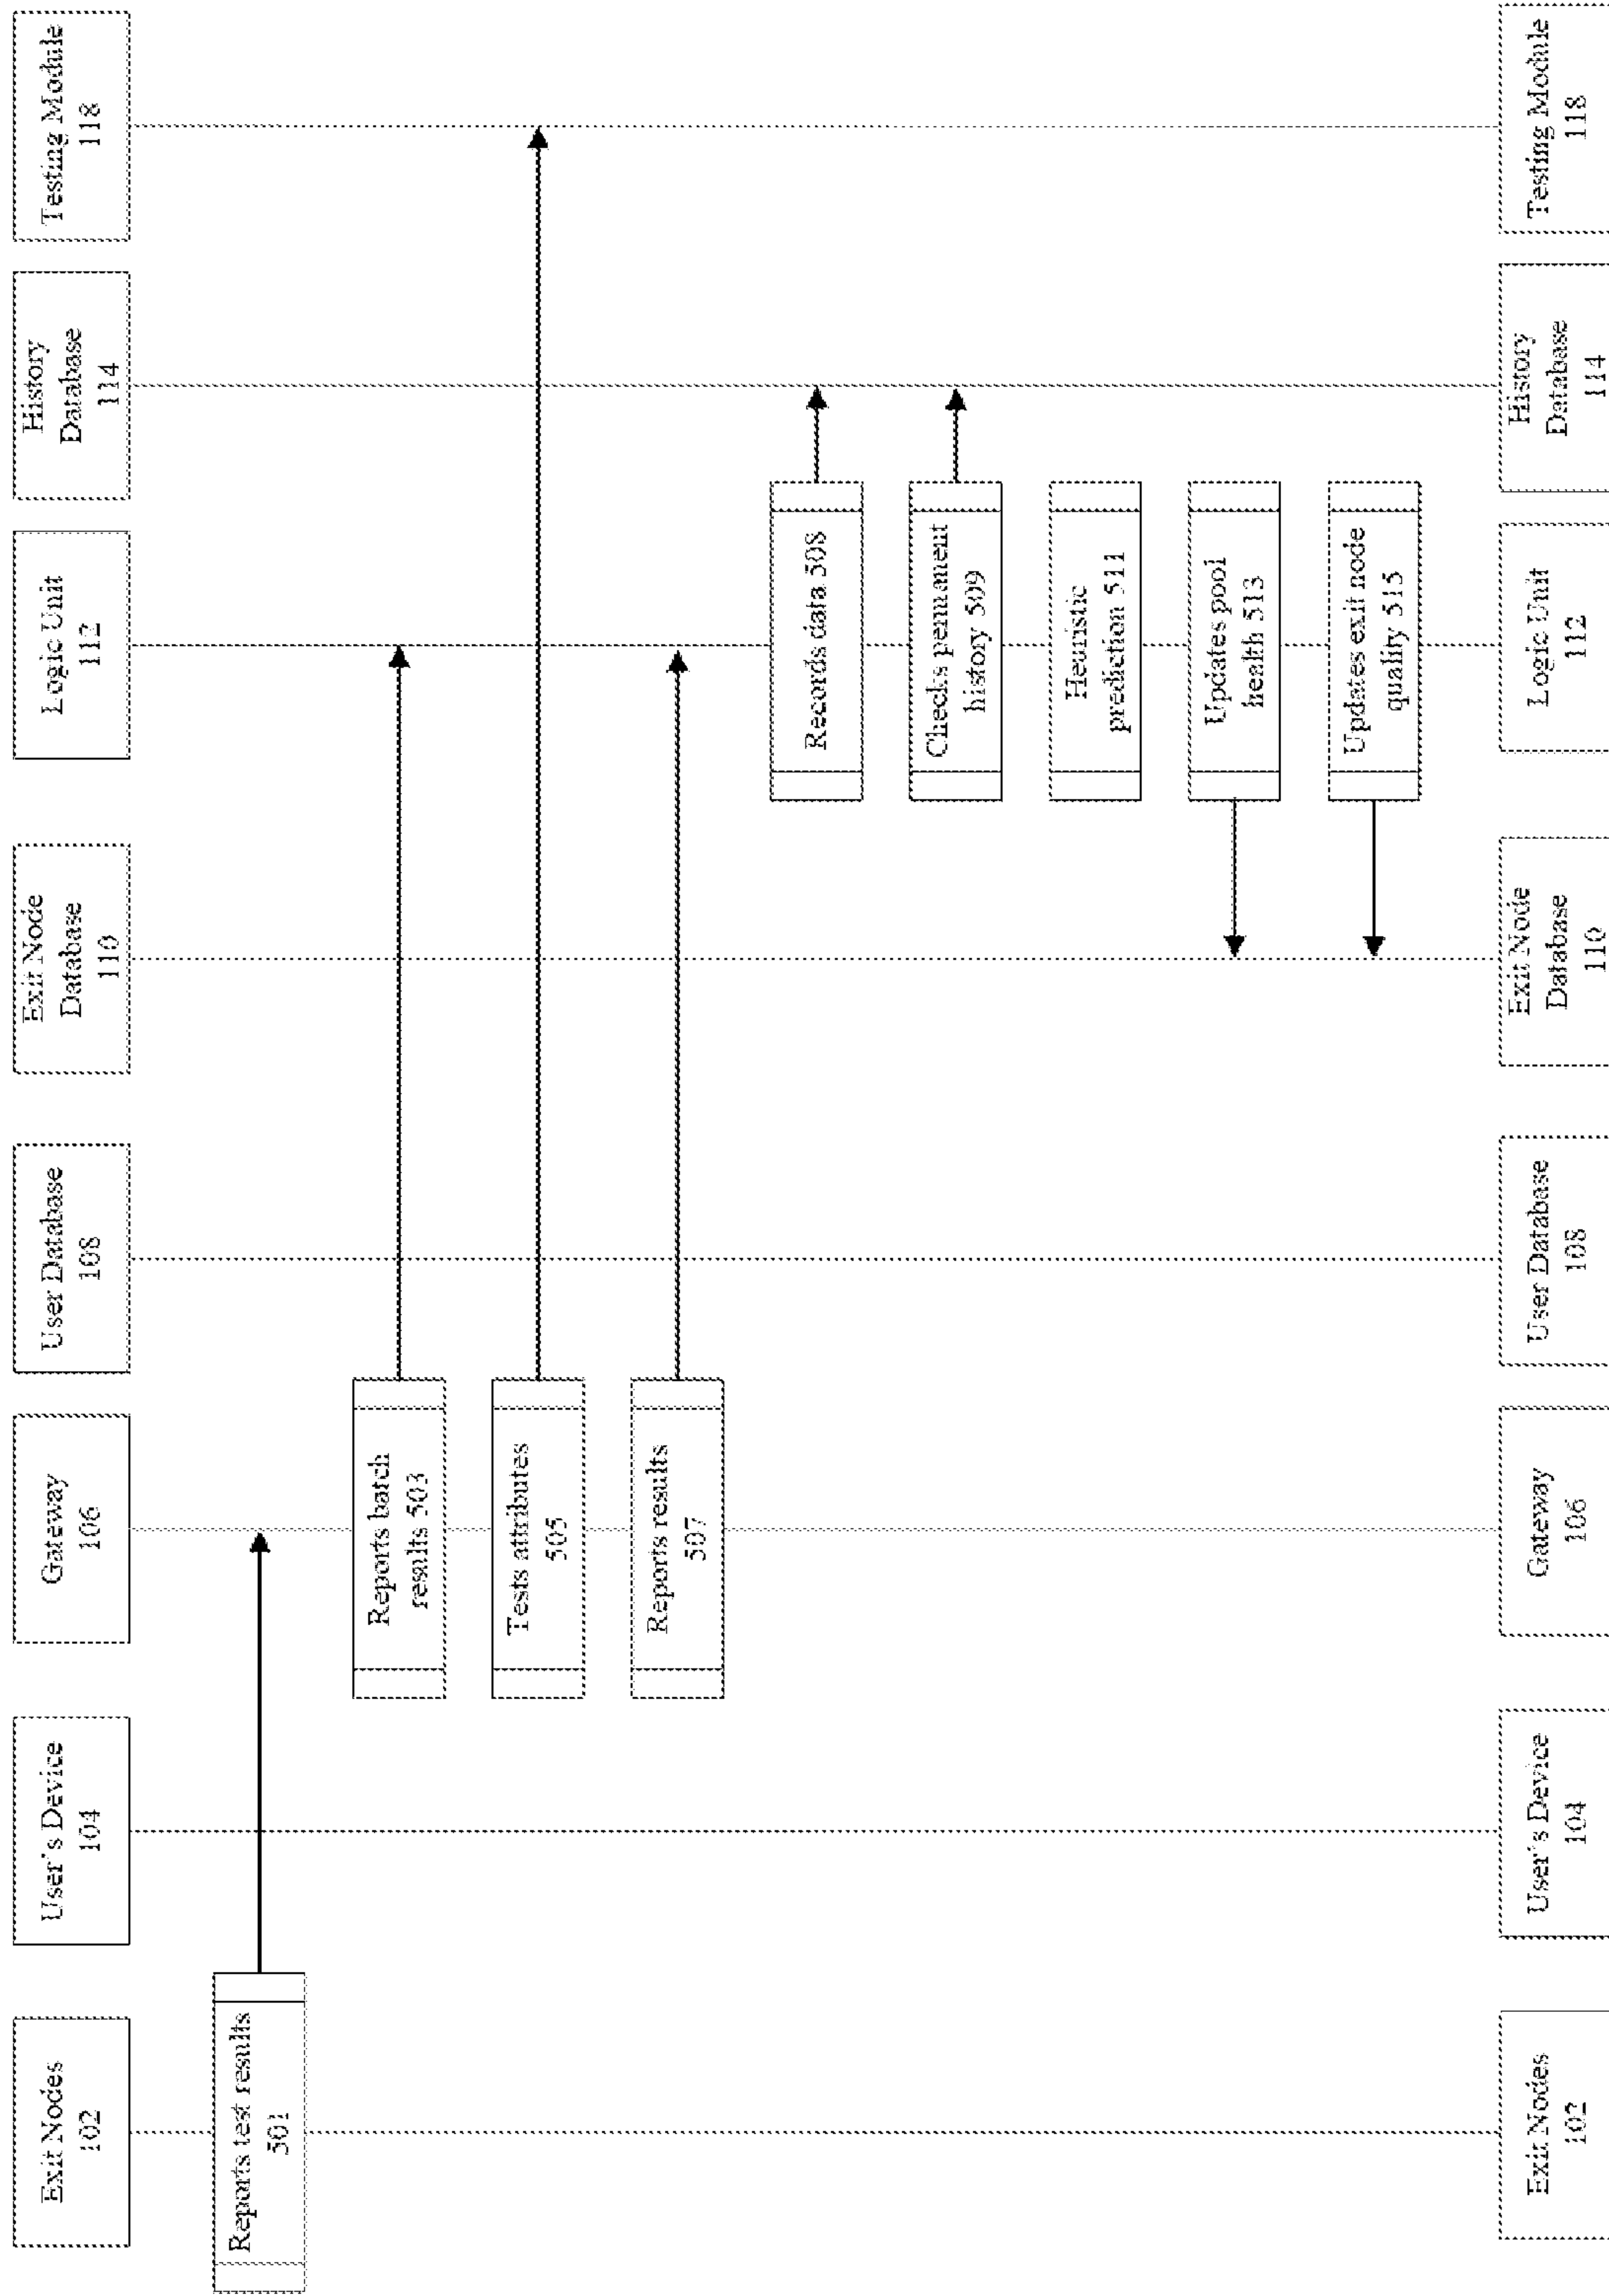 Exit Nodes
102
User's Device
104
Gateway
106
User Database
108
Exit Node
Database
110
Logic Unit
112
History
Database
114
Testing Module
118
Reports test results
501
Reports batch
results 503
Tests attributes
505
Reports results
507
Records data 508
Checks permanent
history 509
Heuristic
prediction 511
Updates pool
health 513
Updates exit node
quality 515
Exit Nodes
102
User's Device
104
Gateway
106
User Database
108
Exit Node
Database
110
Logic Unit
112
History
Database
114
Testing Module
118